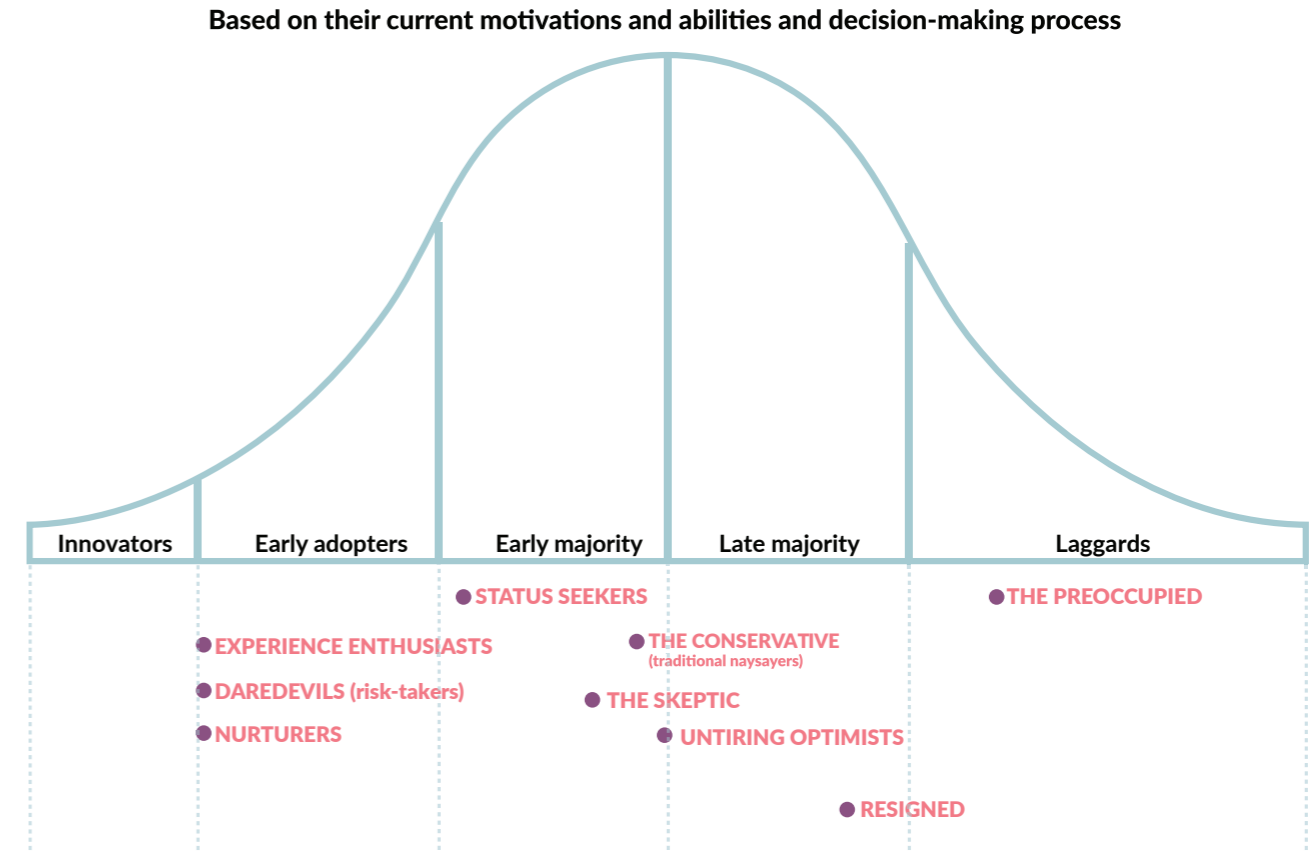 Based on their current motivations and abilities and decision-making process
Innovators
Early adopters
Early majority
Late majority
Laggards
STATUS SEEKERS
THE PREOCCUPIED
EXPERIENCE ENTHUSIASTS
THE CONSERVATIVE
(traditional naysayers)
DAREDEVILS (risk-takers)
THE SKEPTIC
NURTURERS
UNTIRING OPTIMISTS
RESIGNED